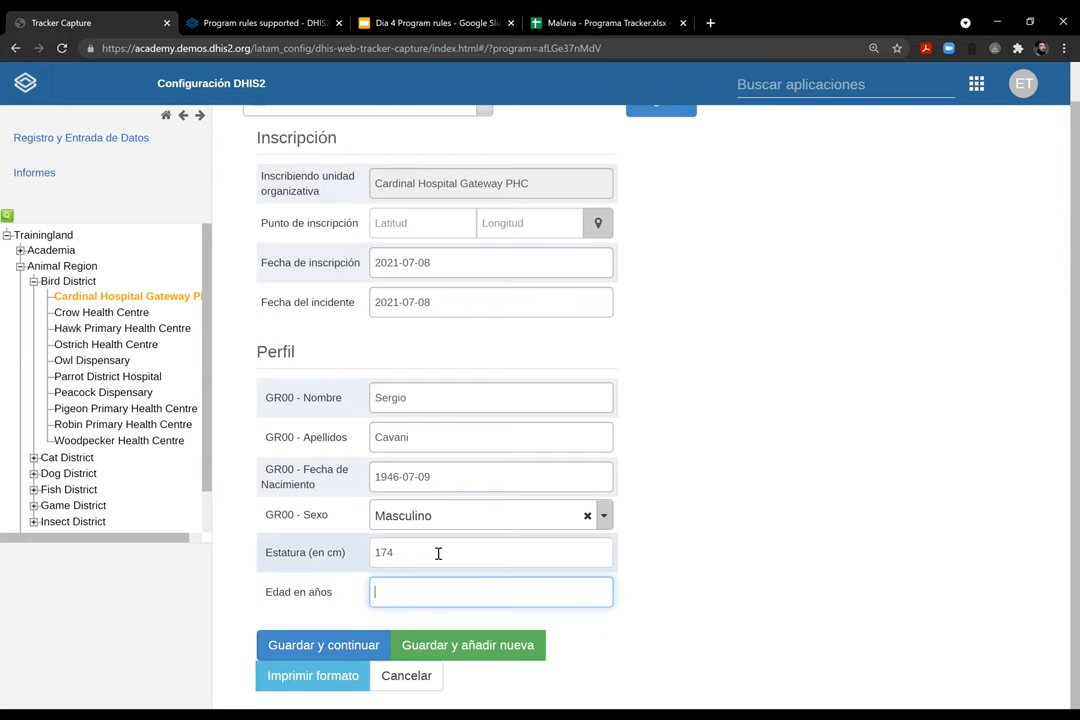 Tracker Capture
Program rules supported - DHIS2
Dia 4 Program rules - Google Sli
Malaria - Programa Tracker.xlsx -
https://academy.demos.dhis2.org/latam_config/dhis-web-tracker-capture/index.html#/?program=afLGe37nMdV
Configuración DHIS2
Buscar aplicaciones
ET
Registro y Entrada de Datos
Informes
Trainingland
Academia
Animal Region
Bird District
Cardinal Hospital Gateway P
Crow Health Centre
Hawk Primary Health Centre
Ostrich Health Centre
Owl Dispensary
Parrot District Hospital
Peacock Dispensary
Pigeon Primary Health Centre
Robin Primary Health Centre
Woodpecker Health Centre
Cat District
Dog District
Fish District
Game District
Insect District
Inscripción
Inscribiendo unidad
organizativa
Cardinal Hospital Gateway PHC
Punto de inscripción
Latitud
Longitud
Fecha de inscripción
2021-07-08
Fecha del incidente
2021-07-08
Perfil
GR00 - Nombre
Sergio
GR00 - Apellidos
Cavani
GR00 - Fecha de
Nacimiento
1946-07-09
GR00 - Sexo
Masculino
Estatura (en cm)
174
Edad en años
Guardar y continuar
Guardar y añadir nueva
Imprimir formato
Cancelar